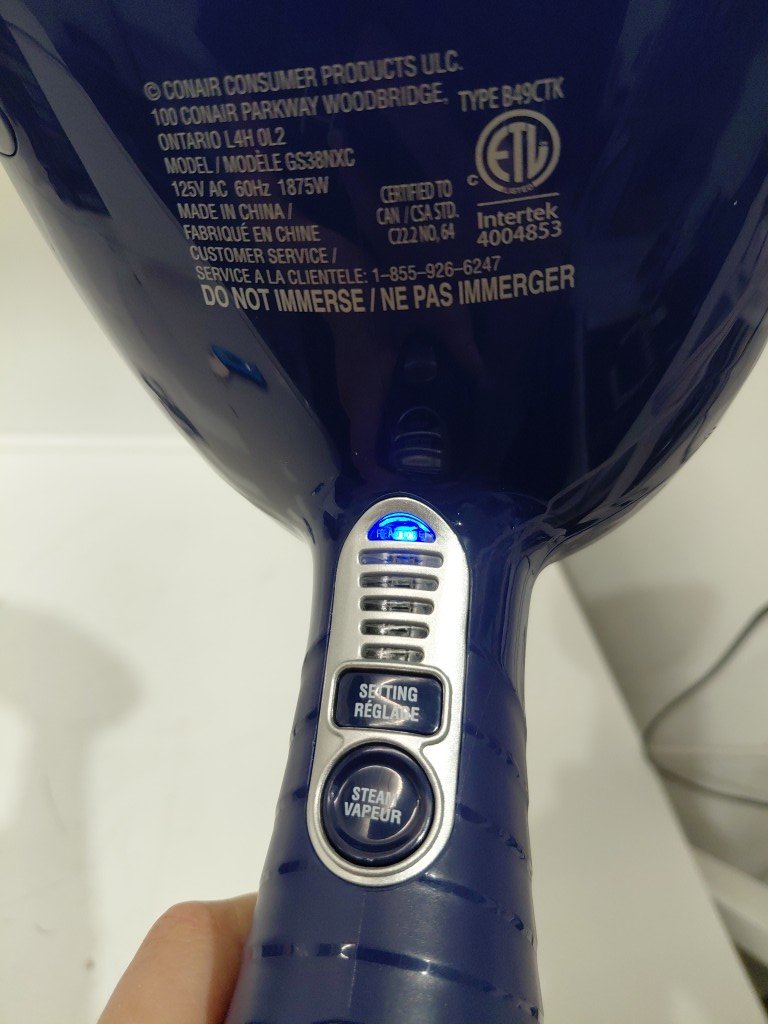 © CONAIR CONSUMER PRODUCTS ULC.
100 CONAIR PARKWAY WOODBRIDGE,
ONTARIO L4H 0L2
MODEL / MODÈLE GS38NXC
125V AC 60Hz 1875W
MADE IN CHINA /
FABRIQUÉ EN CHINE
CUSTOMER SERVICE /
SERVICE A LA CLIENTELE: 1-855-926-6247
DO NOT IMMERSE / NE PAS IMMERGER
TYPE B49CTK
C
ETL
LISTED
CERTIFIED TO
CAN / CSA STD.
C22.2 NO, 64
Intertek
4004853
SETTING
RÉGLAGE
STEAM
VAPEUR